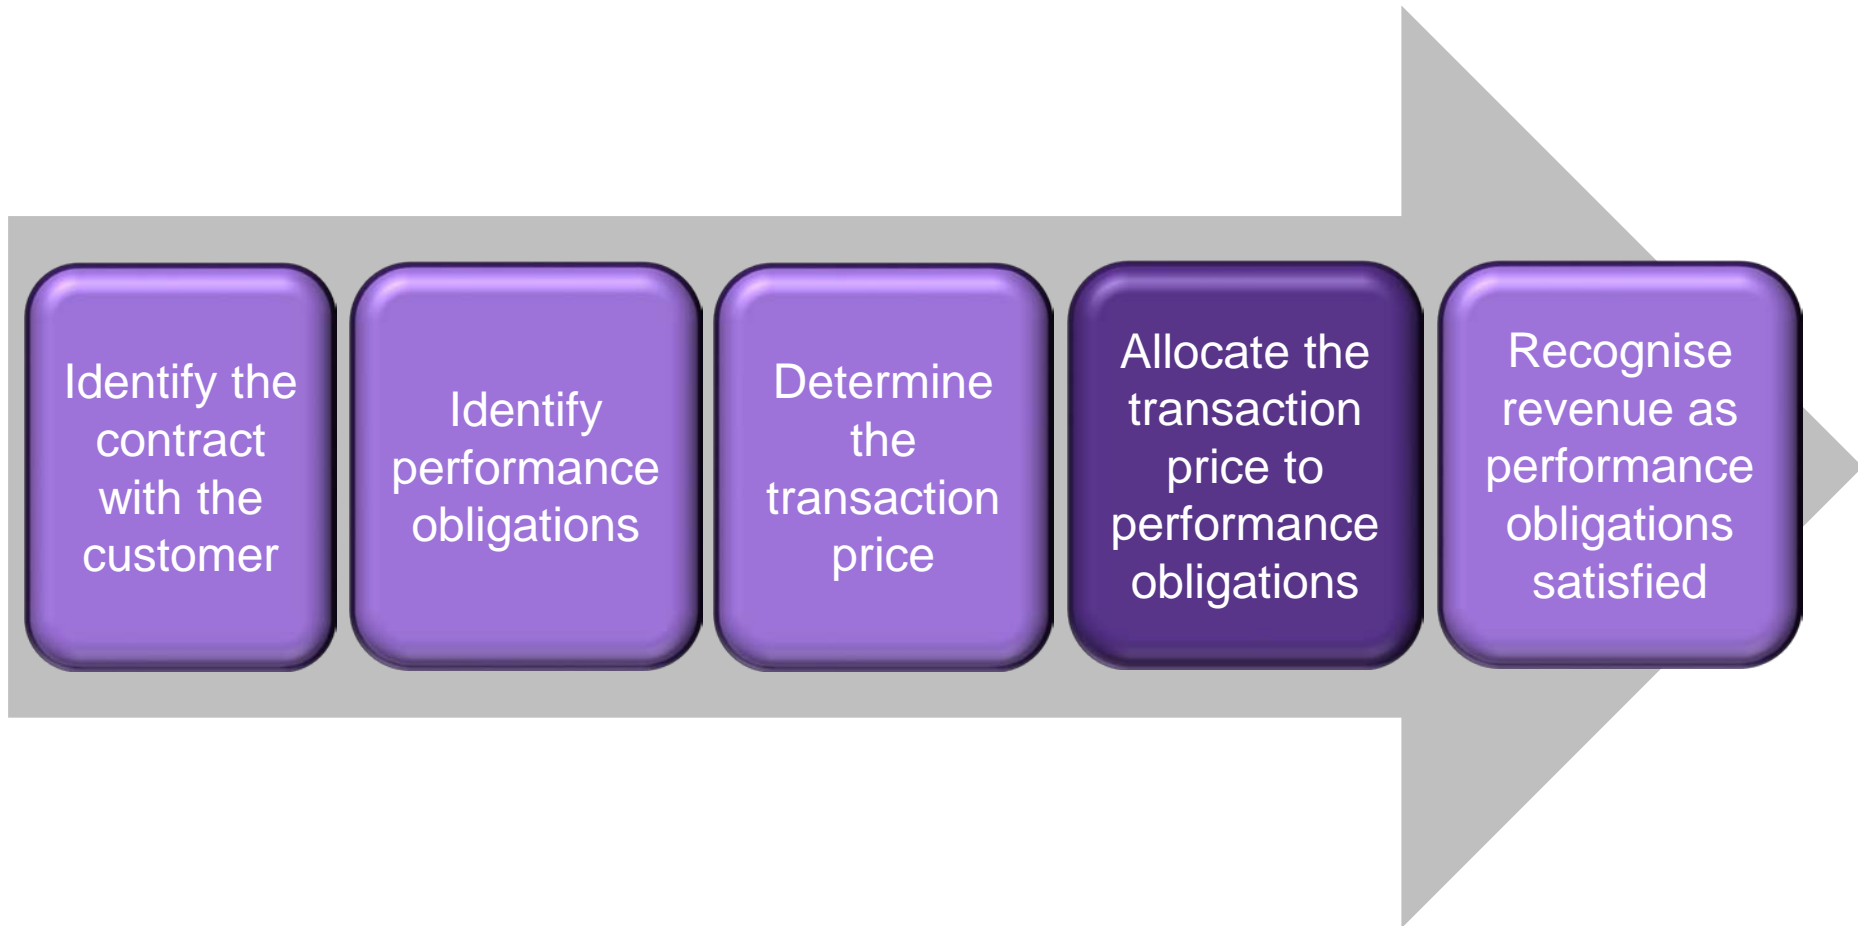 Identify the
contract
with the
customer
Identify
performance
obligations
Determine
the
transaction
price
Allocate the
transaction
price to
performance
obligations
Recognise
revenue as
performance
obligations
satisfied